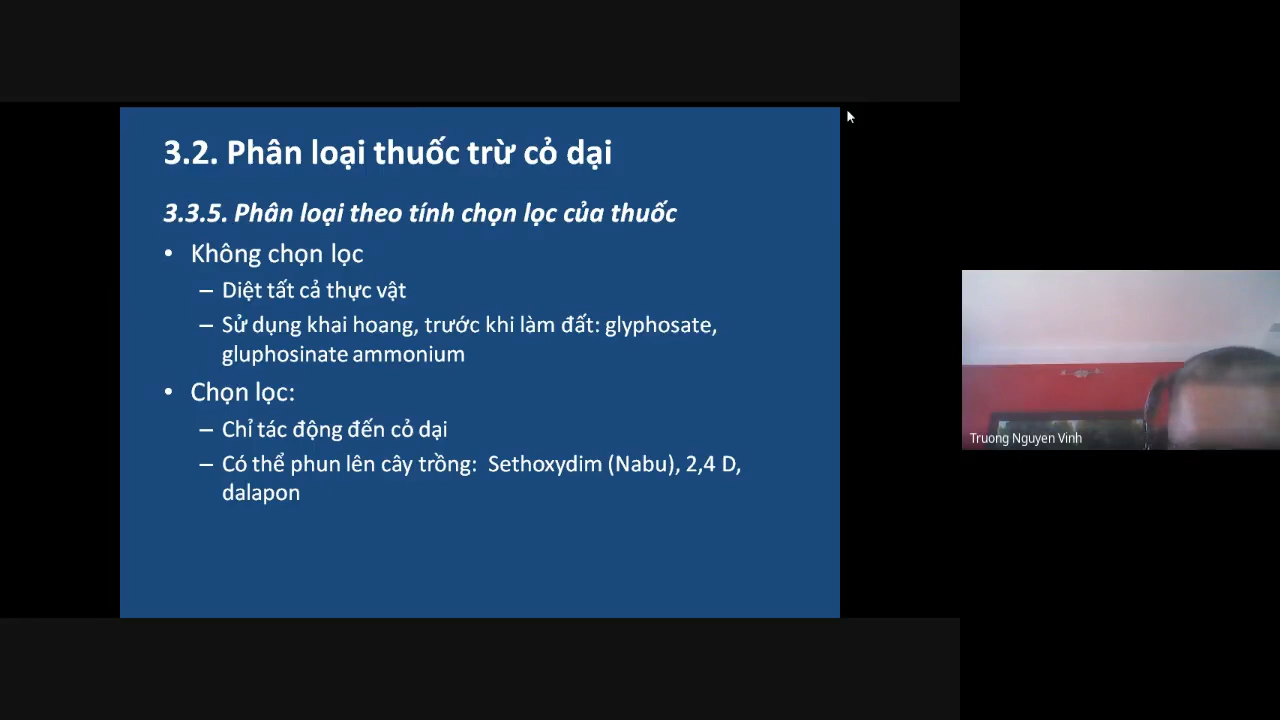 3.2. Phân loại thuốc trừ cỏ dại
3.3.5. Phân loại theo tính chọn lọc của thuốc
• Không chọn lọc
– Diệt tất cả thực vật
– Sử dụng khai hoang, trước khi làm đất: glyphosate,
gluphosinate ammonium
• Chọn lọc:
– Chỉ tác động đến cỏ dại
– Có thể phun lên cây trồng: Sethoxydim (Nabu), 2,4 D,
dalapon
Truong Nguyen Vinh